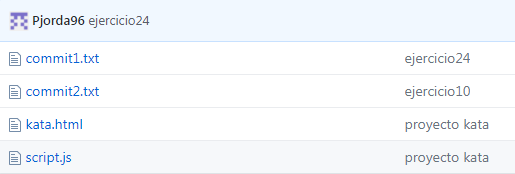 Pjorda96 ejercicio24
commit1.txt ejercicio24
commit2.txt ejercicio10
kata.html proyecto kata
script.js proyecto kata